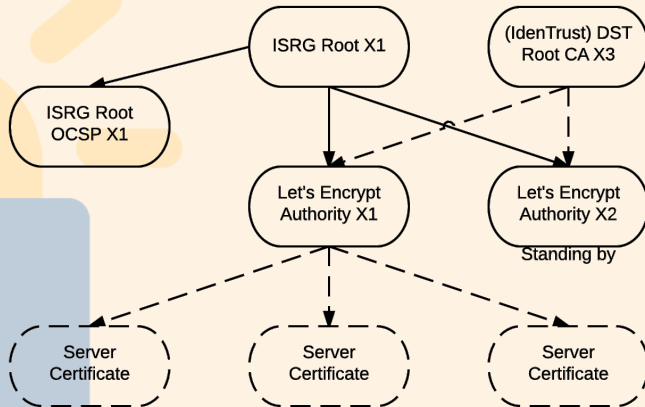 ISRG Root X1
(IdenTrust) DST
Root CA X3
ISRG Root
OCSP X1
Let's Encrypt
Authority X1
Let's Encrypt
Authority X2
Standing by
Server
Certificate
Server
Certificate
Server
Certificate